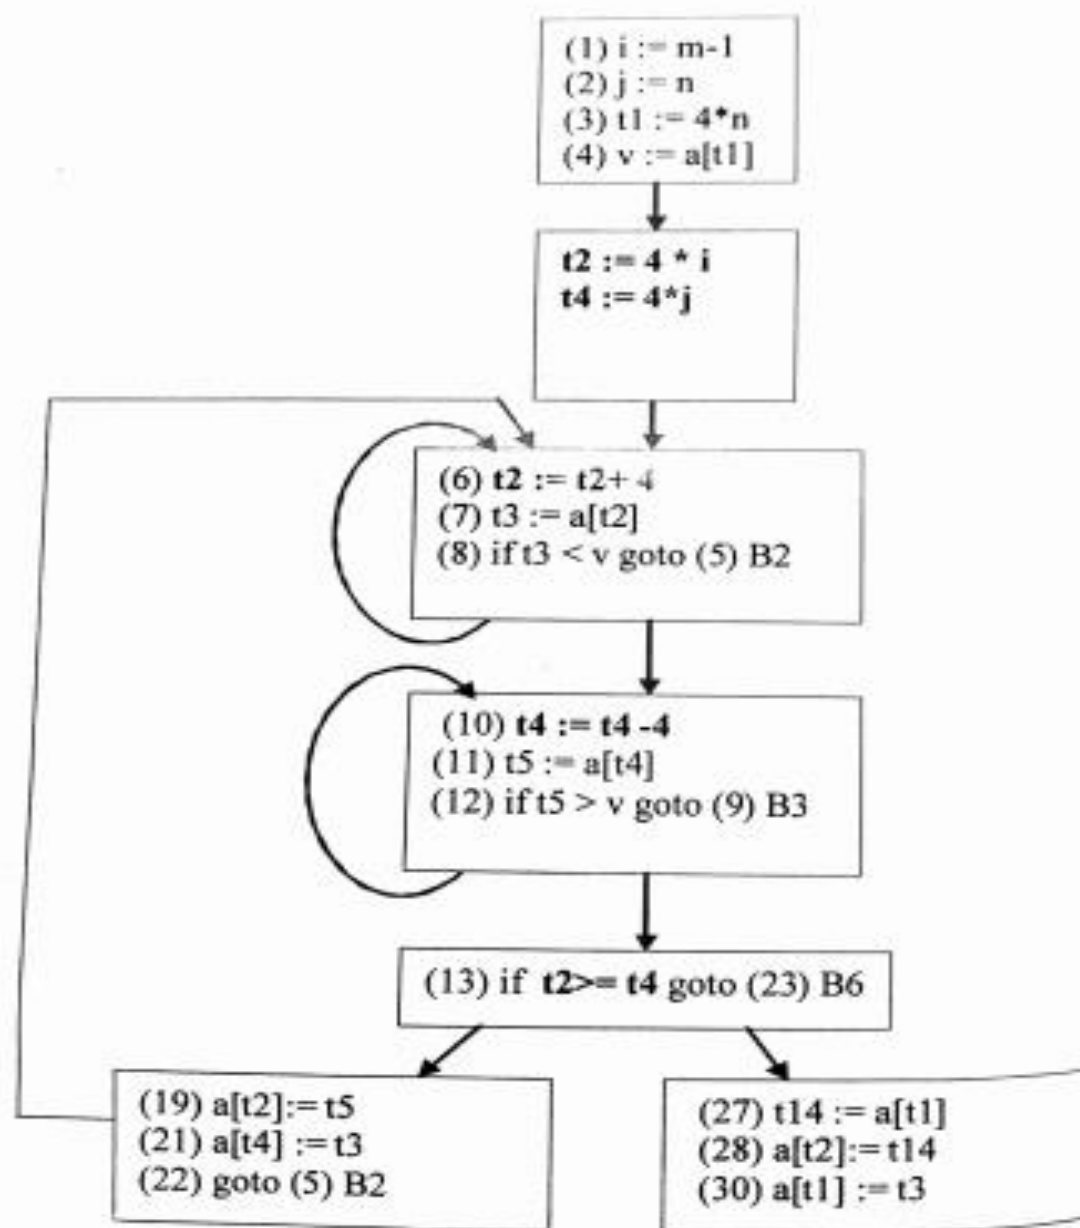 (1) i := m-1
(2) j := n
(3) t1 := 4*n
(4) v := a[t1]
t2 := 4 * i
t4 := 4*j
(6) t2 := t2+ 4
(7) t3 := a[t2]
(8) if t3 < v goto (5) B2
(10) t4 := t4 -4
(11) t5 := a[t4]
(12) if t5 > v goto (9) B3
(13) if t2>= t4 goto (23) B6
(19) a[t2]:= t5
(21) a[t4] := t3
(22) goto (5) B2
(27) t14 := a[t1]
(28) a[t2]:= t14
(30) a[t1] := t3